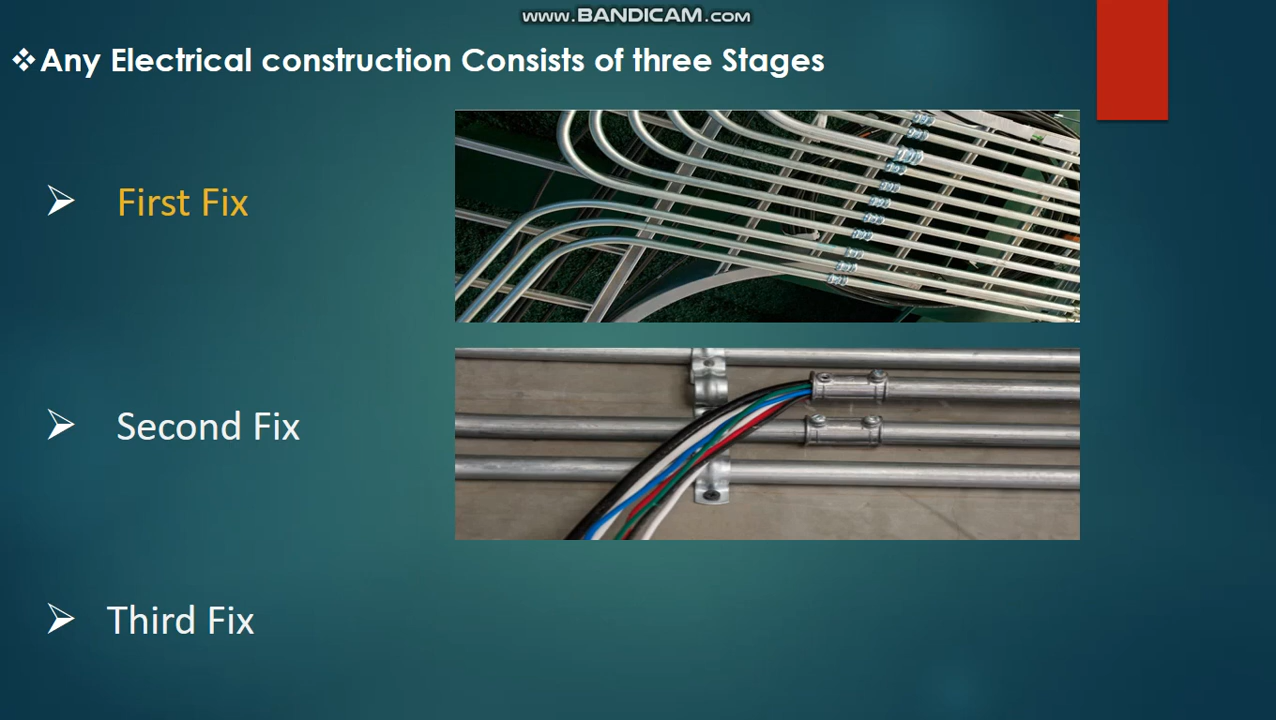 www.BANDICAM.com
❖Any Electrical construction Consists of three Stages
➢ First Fix
➢ Second Fix
➢ Third Fix